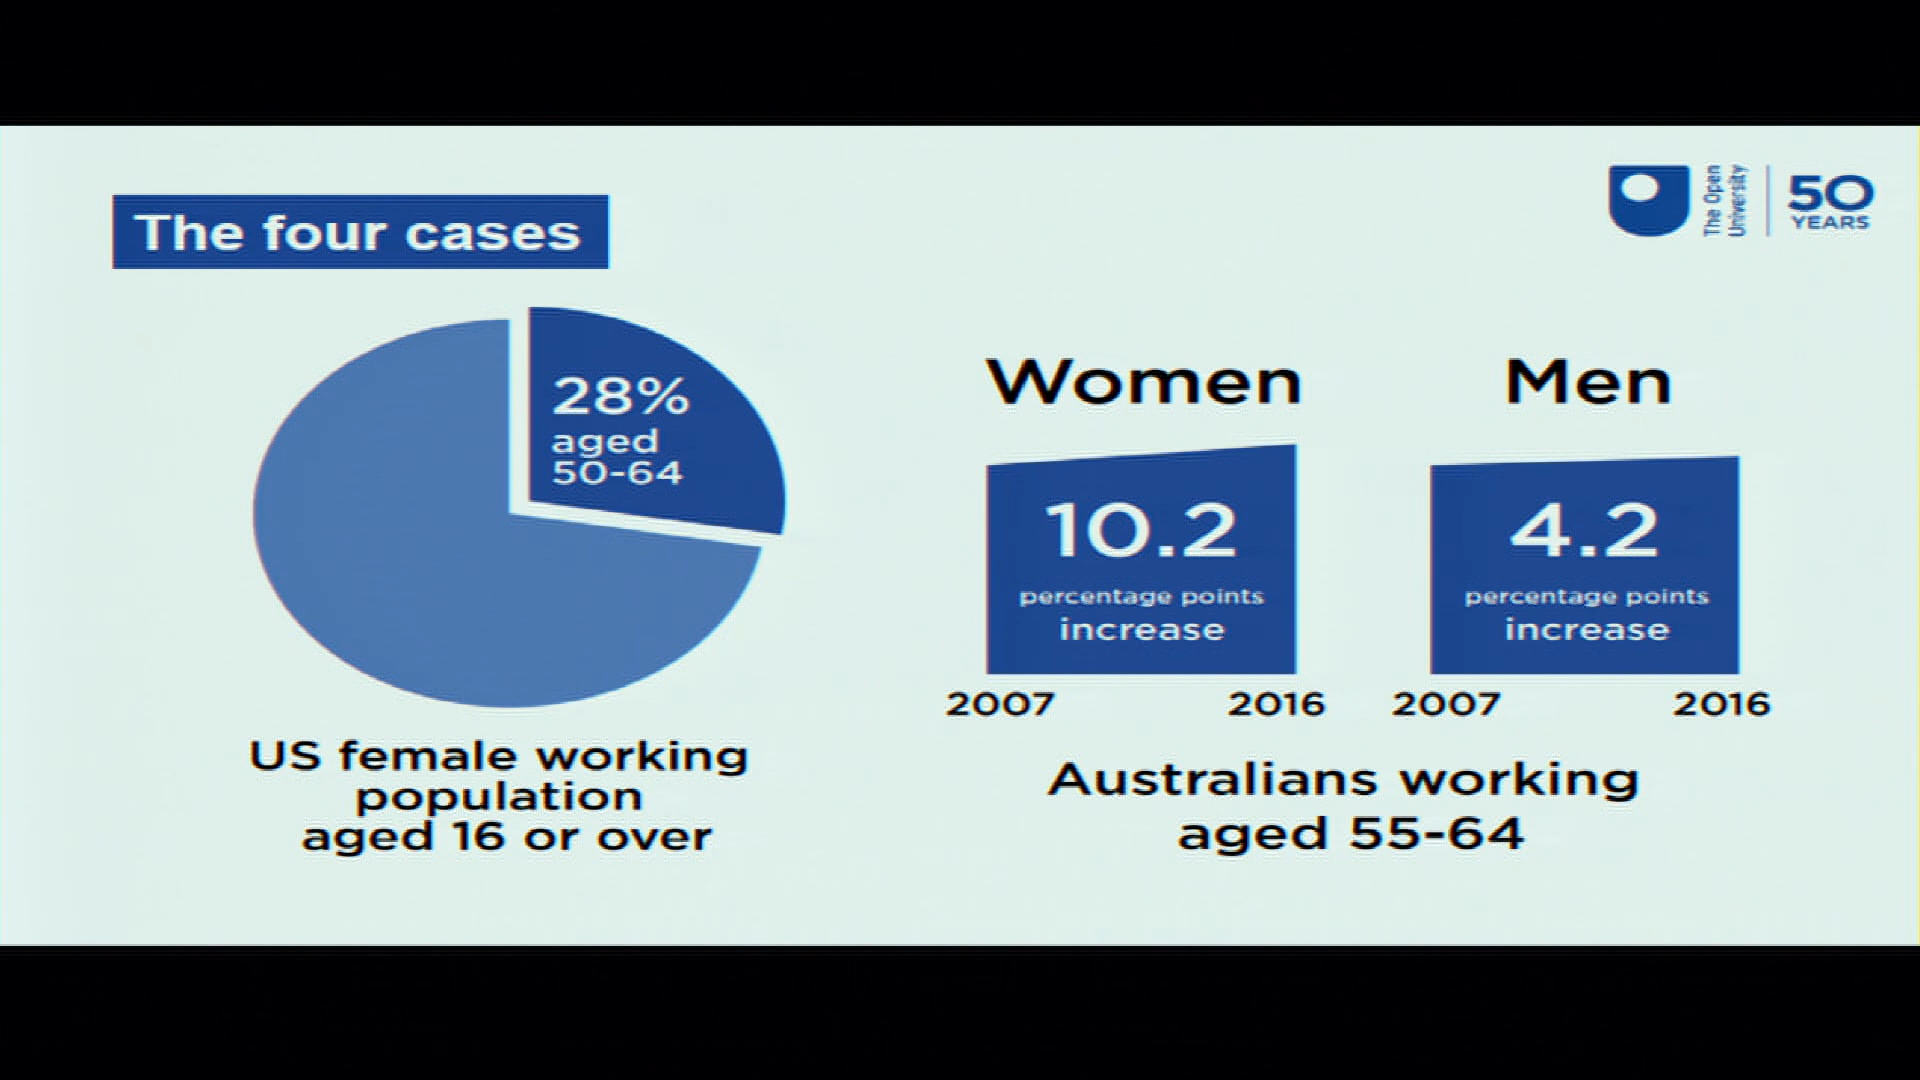 The four cases
The Open
University
50
YEARS
28%
aged
50-64
US female working
population
aged 16 or over
Women
Men
10.2
percentage points
increase
4.2
percentage points
increase
2007
2016
2007
2016
Australians working
aged 55-64